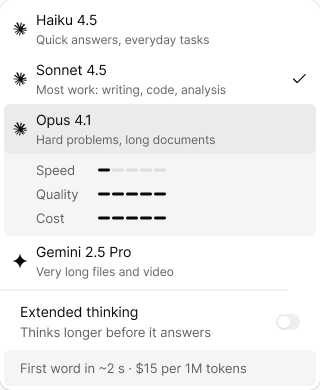 Haiku 4.5
Quick answers, everyday tasks
Sonnet 4.5
Most work: writing, code, analysis
Opus 4.1
Hard problems, long documents
Speed
Quality
Cost
Gemini 2.5 Pro
Very long files and video
Extended thinking
Thinks longer before it answers
First word in ~2 s · $15 per 1M tokens